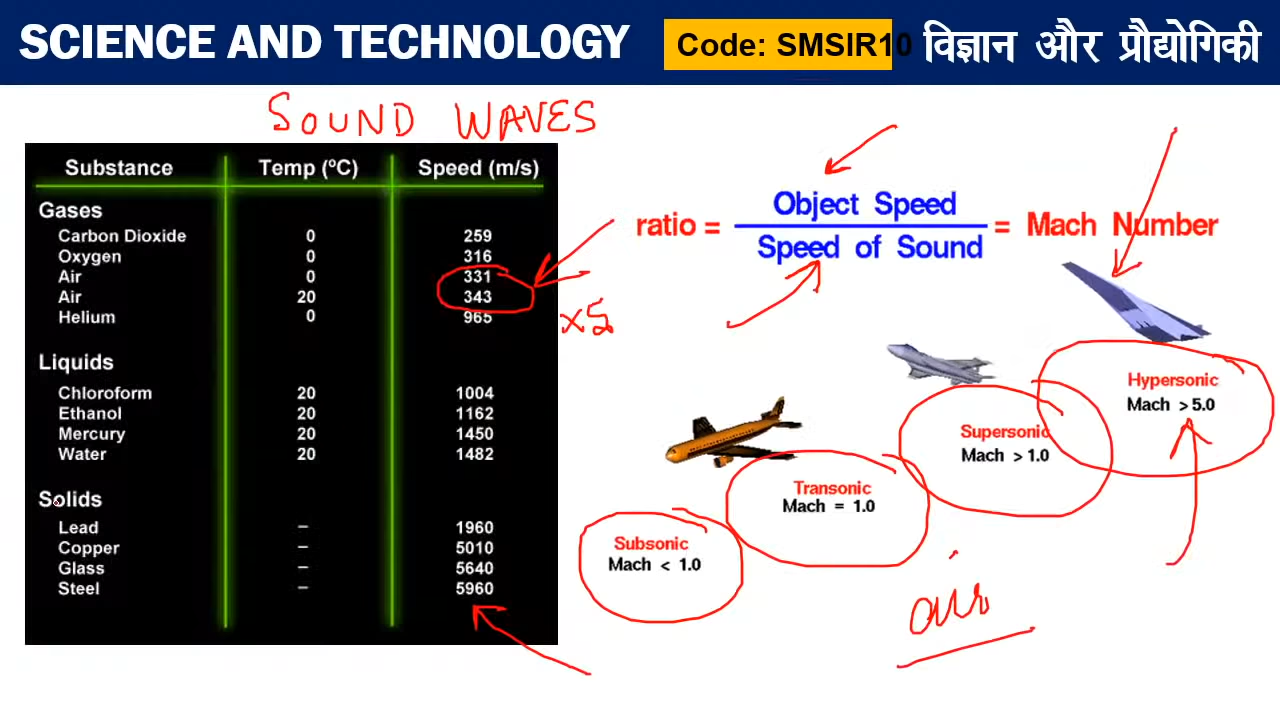 SCIENCE AND TECHNOLOGY Code: SMSIR10 विज्ञान और प्रौद्योगिकी
SOUND WAVES
Substance Temp (ºC) Speed (m/s)
Gases
Carbon Dioxide 0 259
Oxygen 0 316
Air 0 331
Air 20 343
Helium 0 965
Liquids
Chloroform 20 1004
Ethanol 20 1162
Mercury 20 1450
Water 20 1482
Solids
Lead – 1960
Copper – 5010
Glass – 5640
Steel – 5960
x5
Object Speed
ratio = = Mach Number
Speed of Sound
Hypersonic
Mach > 5.0
Supersonic
Mach > 1.0
Transonic
Mach = 1.0
Subsonic
Mach < 1.0
air